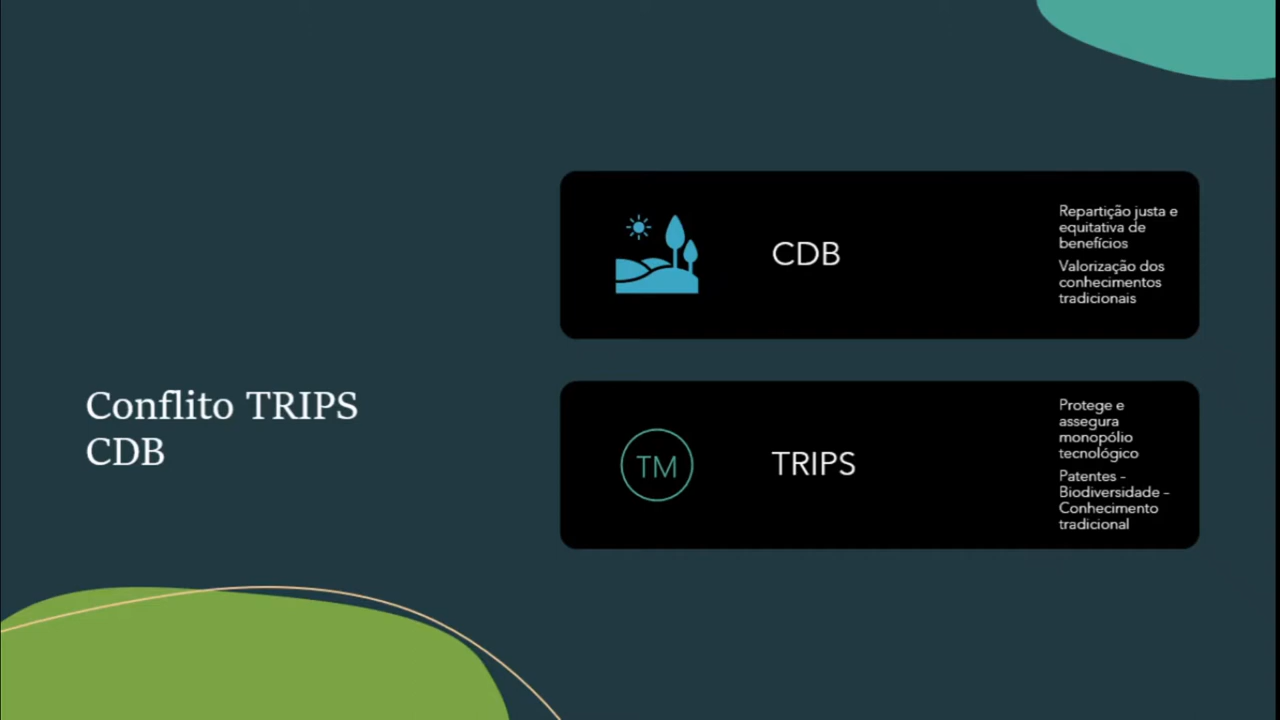 Conflito TRIPS
CDB
CDB
Repartição justa e
equitativa de
benefícios
Valorização dos
conhecimentos
tradicionais
TM
TRIPS
Protege e
assegura
monopólio
tecnológico
Patentes -
Biodiversidade -
Conhecimento
tradicional